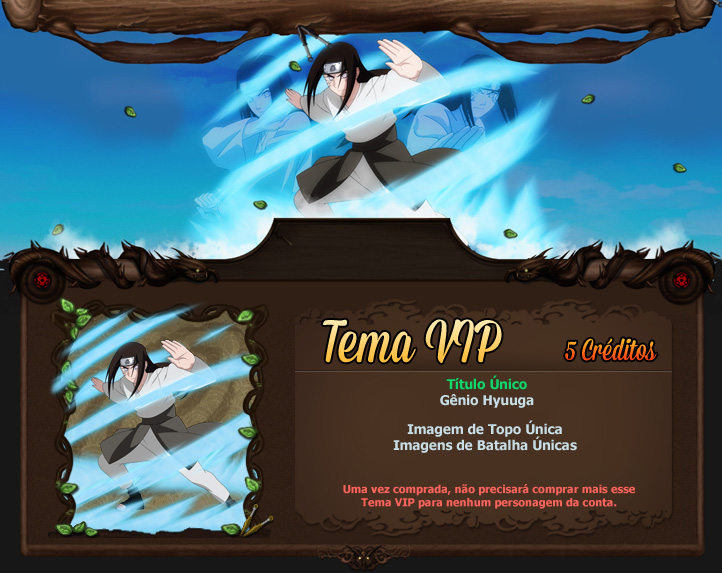 Tema VIP
5 Créditos
Título Único
Gênio Hyuuga
Imagem de Topo Única
Imagens de Batalha Únicas
Uma vez comprada, não precisará comprar mais esse
Tema VIP para nenhum personagem da conta.